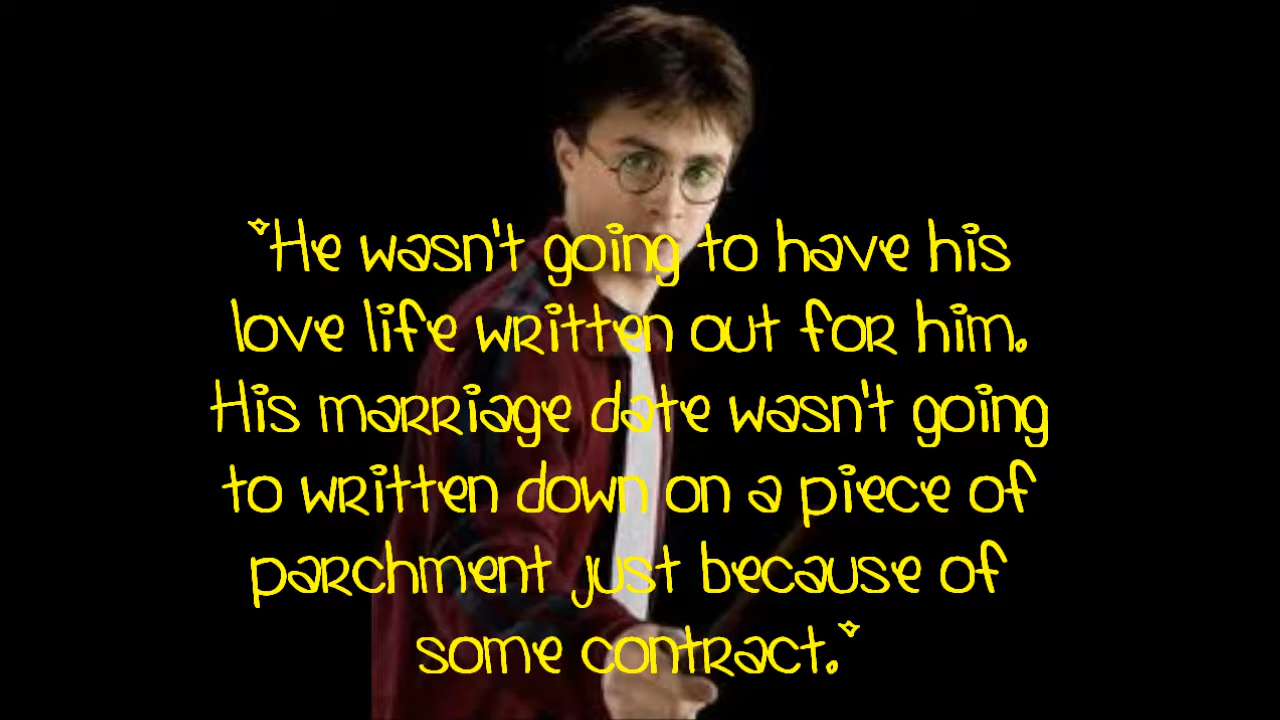 "He wasn't going to have his
love life written out for him.
His marriage date wasn't going
to written down on a piece of
parchment just because of
some contract."